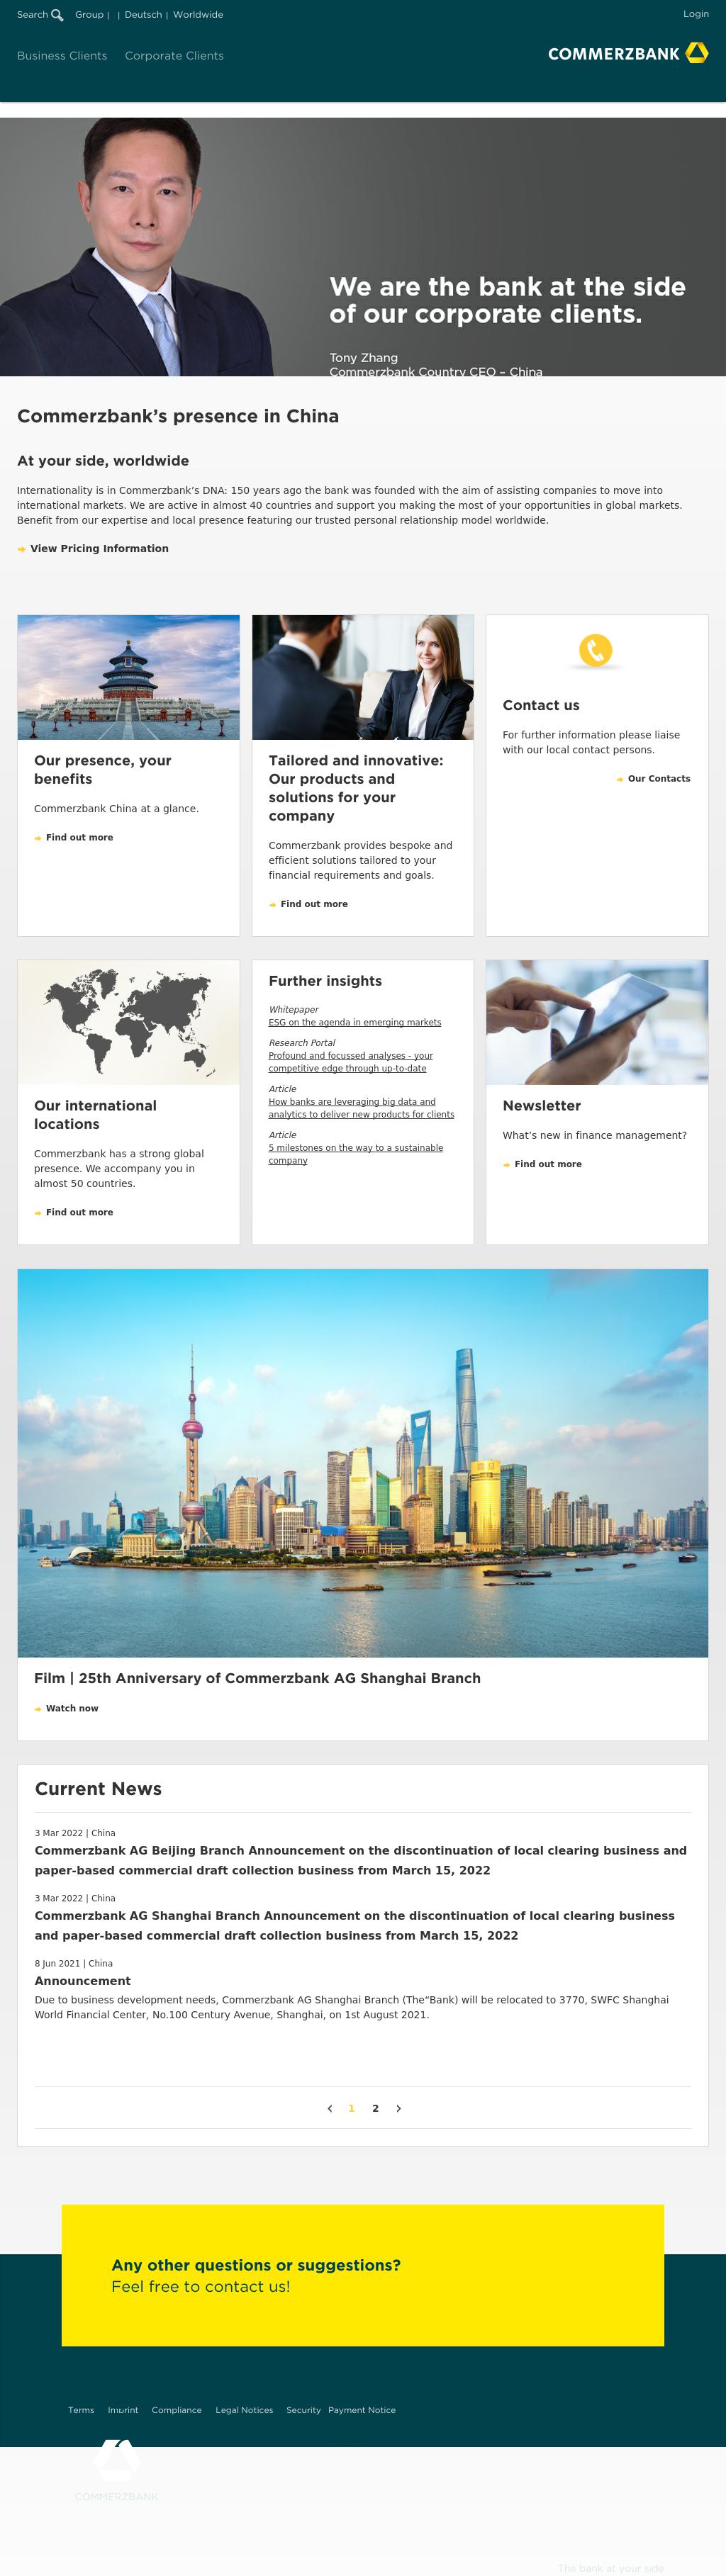 Search Group | | Deutsch | Worldwide
Login
Business Clients Corporate Clients
COMMERZBANK
We are the bank at the side
of our corporate clients.
Tony Zhang
Commerzbank Country CEO – China
Commerzbank’s presence in China
At your side, worldwide
Internationality is in Commerzbank’s DNA: 150 years ago the bank was founded with the aim of assisting companies to move into
international markets. We are active in almost 40 countries and support you making the most of your opportunities in global markets.
Benefit from our expertise and local presence featuring our trusted personal relationship model worldwide.
View Pricing Information
Our presence, your
benefits
Commerzbank China at a glance.
Find out more
Tailored and innovative:
Our products and
solutions for your
company
Commerzbank provides bespoke and
efficient solutions tailored to your
financial requirements and goals.
Find out more
Contact us
For further information please liaise
with our local contact persons.
Our Contacts
Our international
locations
Commerzbank has a strong global
presence. We accompany you in
almost 50 countries.
Find out more
Further insights
Whitepaper
ESG on the agenda in emerging markets
Research Portal
Profound and focussed analyses - your
competitive edge through up-to-date
Article
How banks are leveraging big data and
analytics to deliver new products for clients
Article
5 milestones on the way to a sustainable
company
Newsletter
What’s new in finance management?
Find out more
Film | 25th Anniversary of Commerzbank AG Shanghai Branch
Watch now
Current News
3 Mar 2022 | China
Commerzbank AG Beijing Branch Announcement on the discontinuation of local clearing business and
paper-based commercial draft collection business from March 15, 2022
3 Mar 2022 | China
Commerzbank AG Shanghai Branch Announcement on the discontinuation of local clearing business
and paper-based commercial draft collection business from March 15, 2022
8 Jun 2021 | China
Announcement
Due to business development needs, Commerzbank AG Shanghai Branch (The“Bank) will be relocated to 3770, SWFC Shanghai
World Financial Center, No.100 Century Avenue, Shanghai, on 1st August 2021.
1 2
Any other questions or suggestions?
Feel free to contact us!
Terms Imprint Compliance Legal Notices Security Payment Notice
COMMERZBANK
The bank at your side